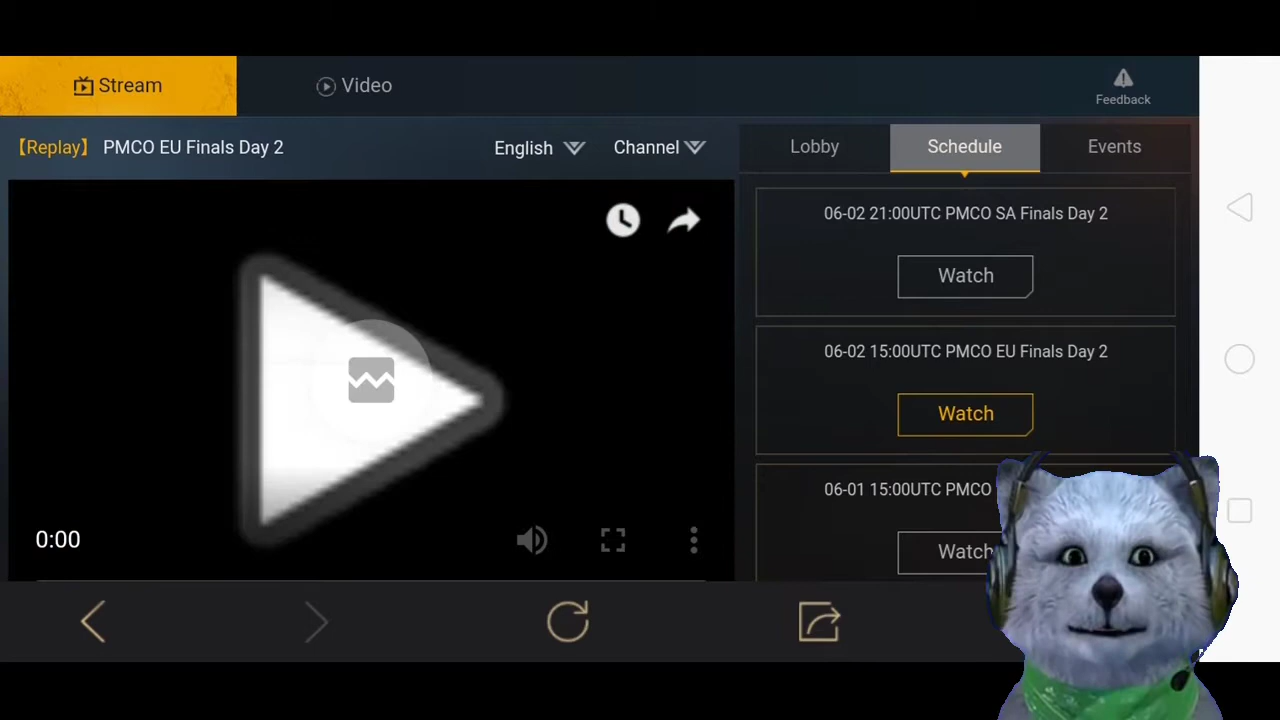 Stream
Video
Feedback
【Replay】 PMCO EU Finals Day 2
English
Channel
Lobby
Schedule
Events
06-02 21:00UTC PMCO SA Finals Day 2
Watch
06-02 15:00UTC PMCO EU Finals Day 2
Watch
06-01 15:00UTC PMCO
Watch
0:00